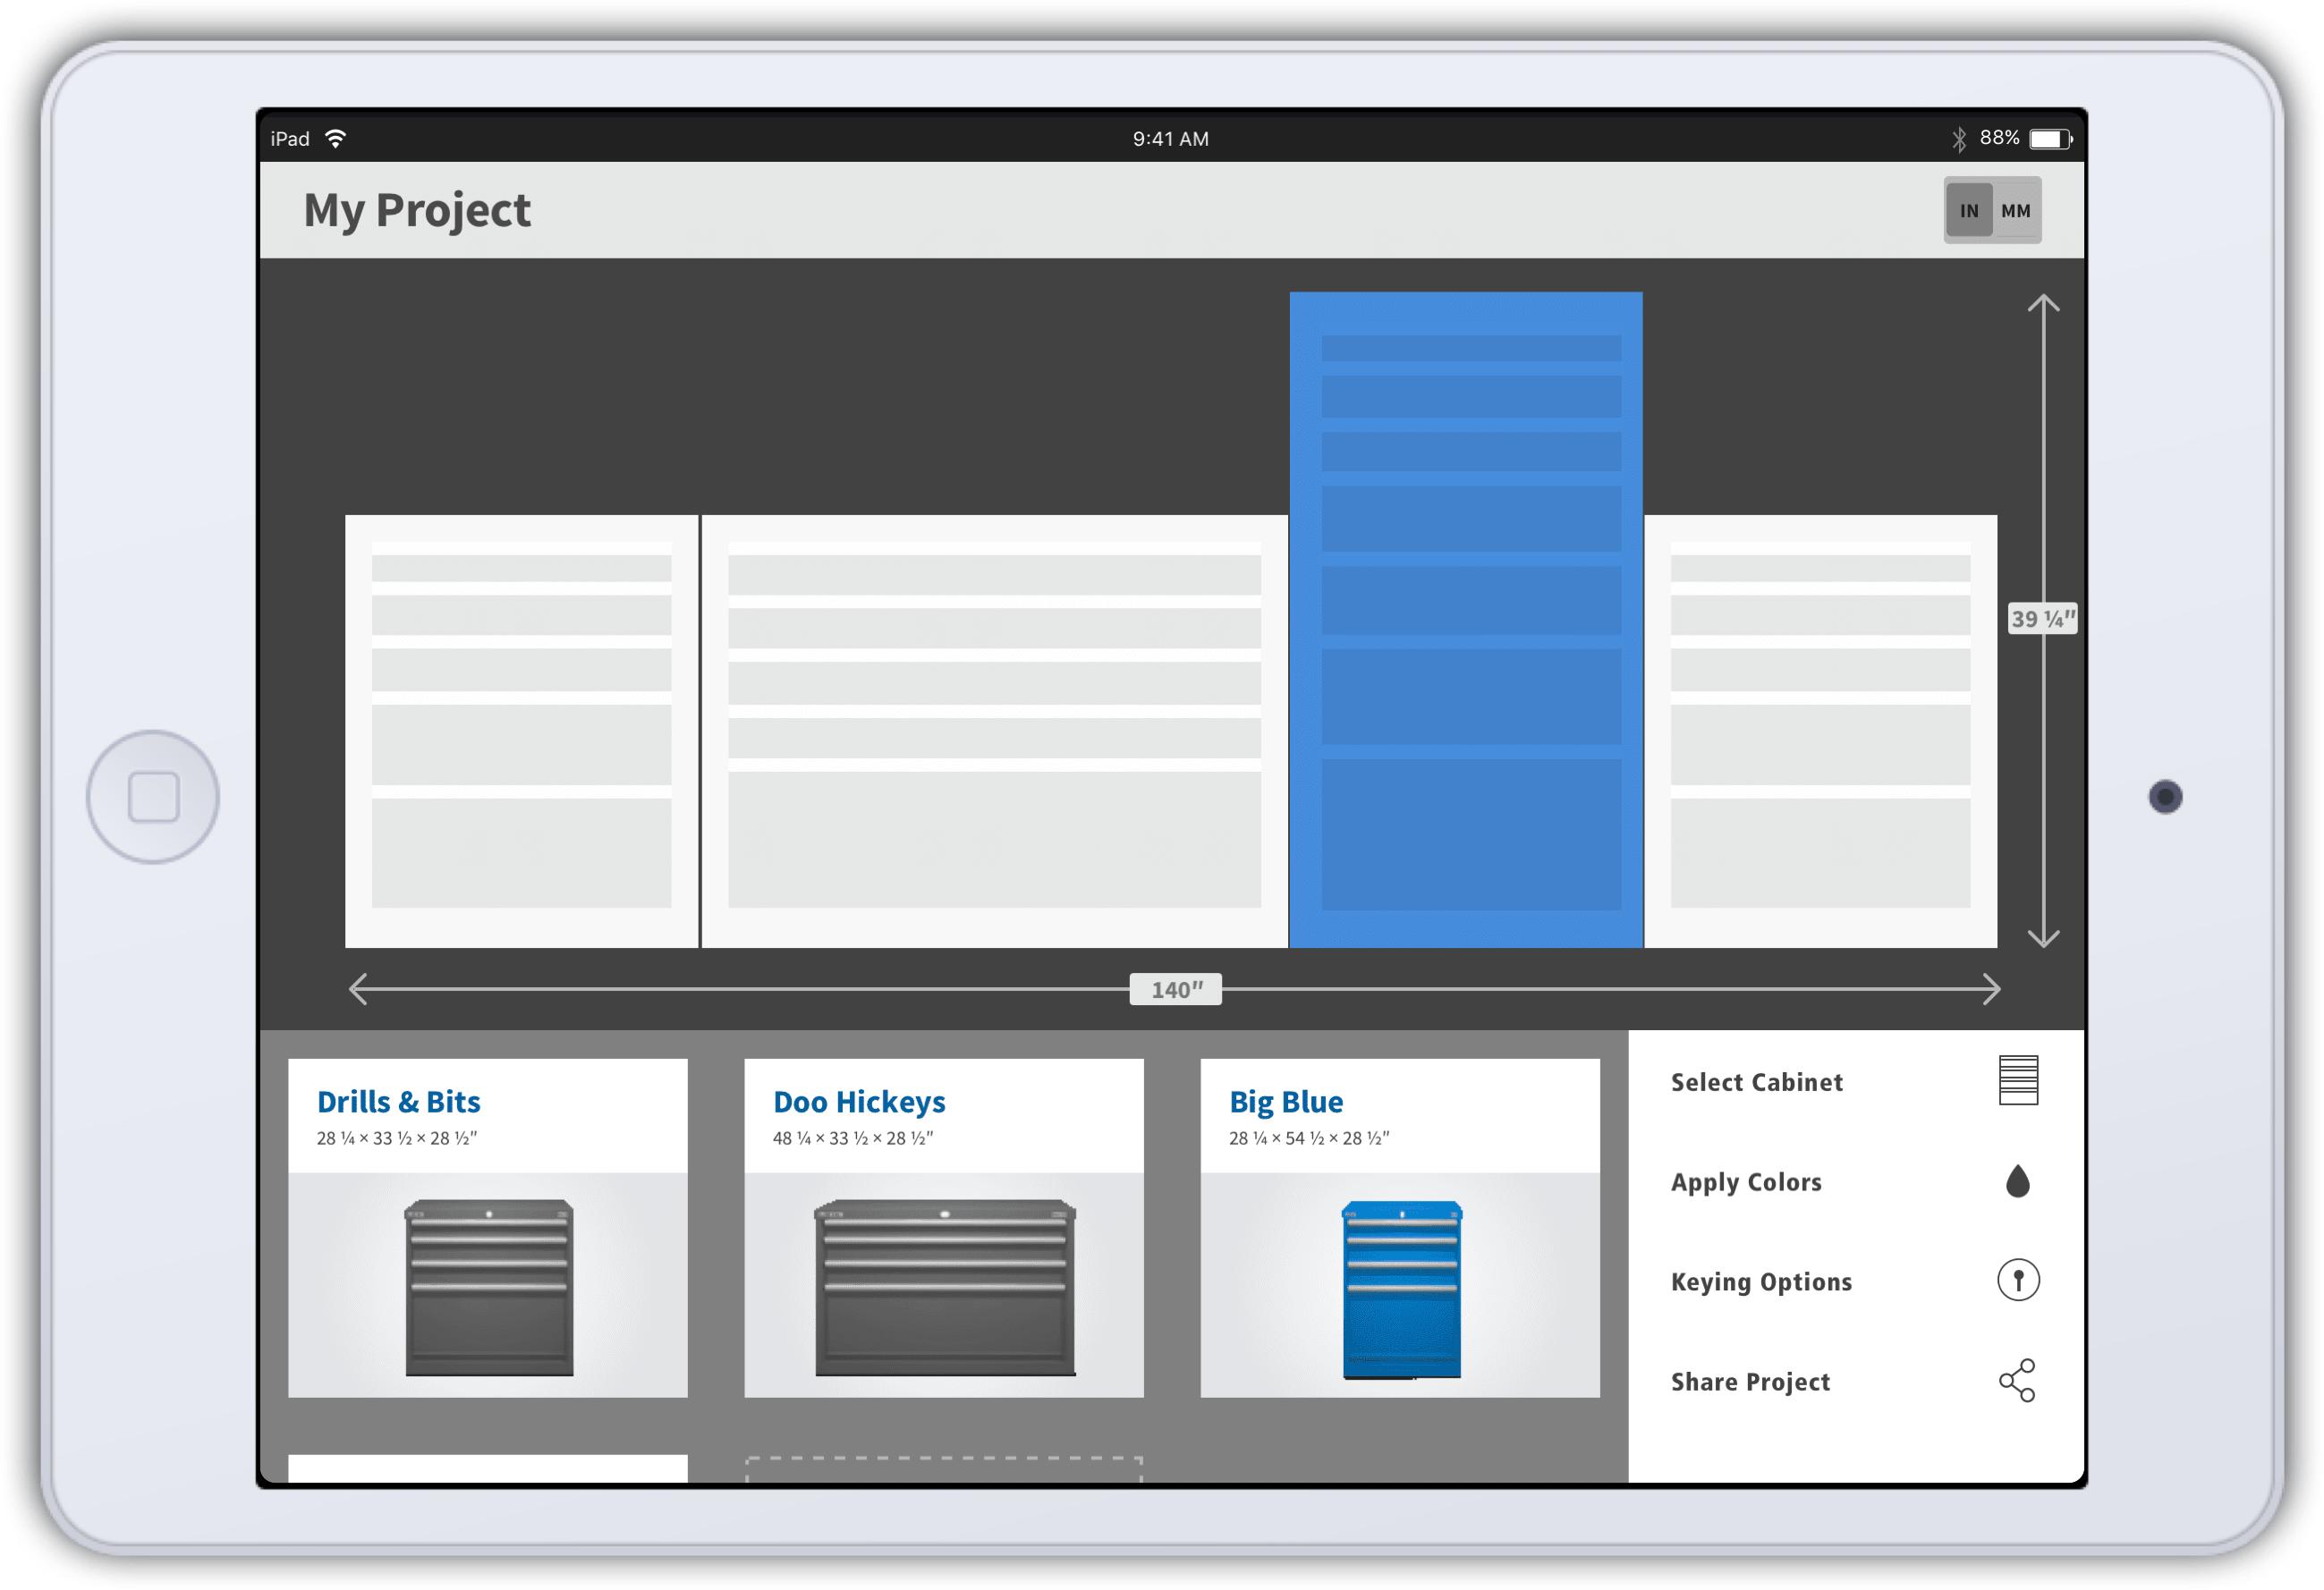 iPad 9:41 AM 88%
My Project IN MM
39 ¼″
140″
Drills & Bits
28 ¼ × 33 ½ × 28 ½″
Doo Hickeys
48 ¼ × 33 ½ × 28 ½″
Big Blue
28 ¼ × 54 ½ × 28 ½″
Select Cabinet
Apply Colors
Keying Options
Share Project